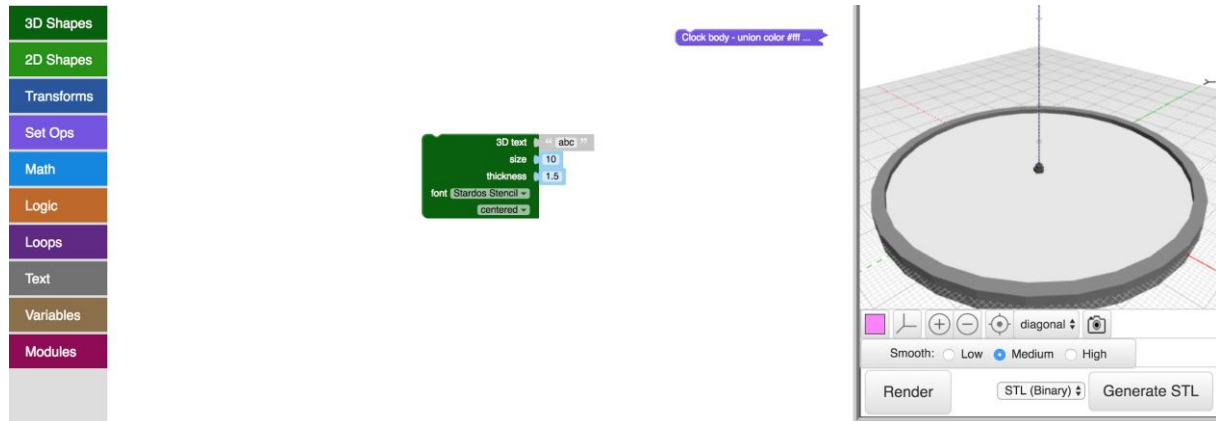 3D Shapes
2D Shapes
Transforms
Set Ops
Math
Logic
Loops
Text
Variables
Modules
Clock body - union color #fff ...
3D text “ abc ”
size 10
thickness 1.5
font Stardos Stencil
centered
diagonal
Smooth: Low Medium High
Render STL (Binary) Generate STL